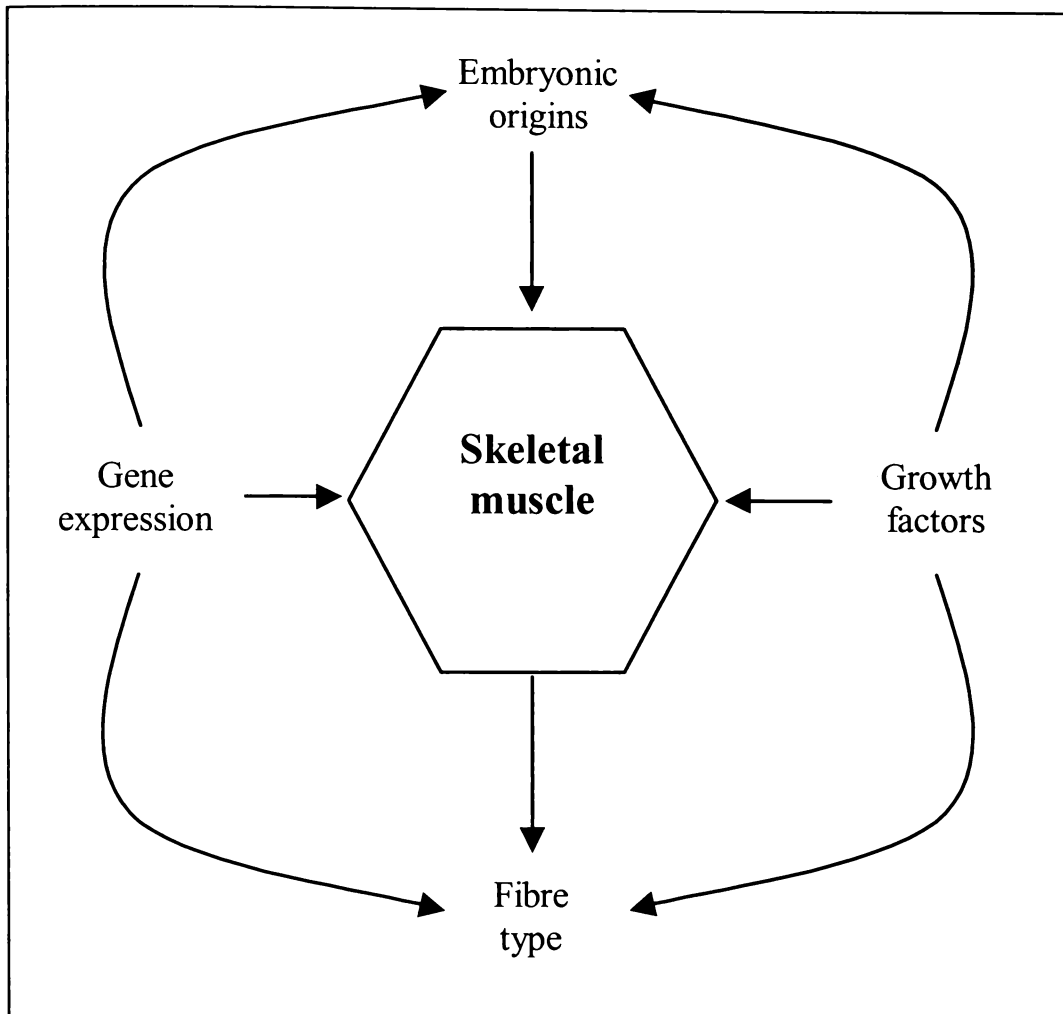 Embryonic
origins
Skeletal
muscle
Gene
expression
Growth
factors
Fibre
type